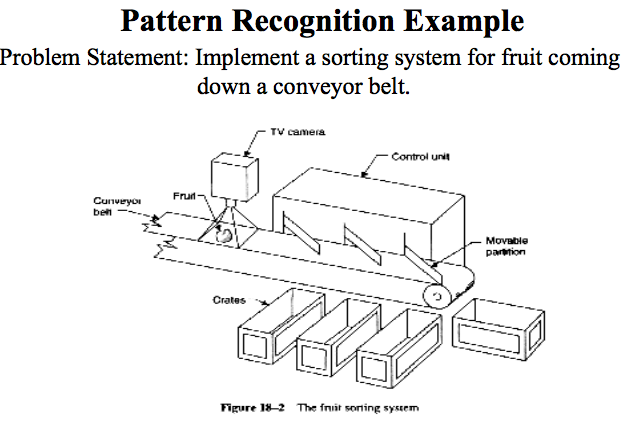 Pattern Recognition Example
Problem Statement: Implement a sorting system for fruit coming
down a conveyor belt.
TV camera
Control unit
Fruit
Conveyor
belt
Movable
partition
Crates
Figure 18–2 The fruit sorting system